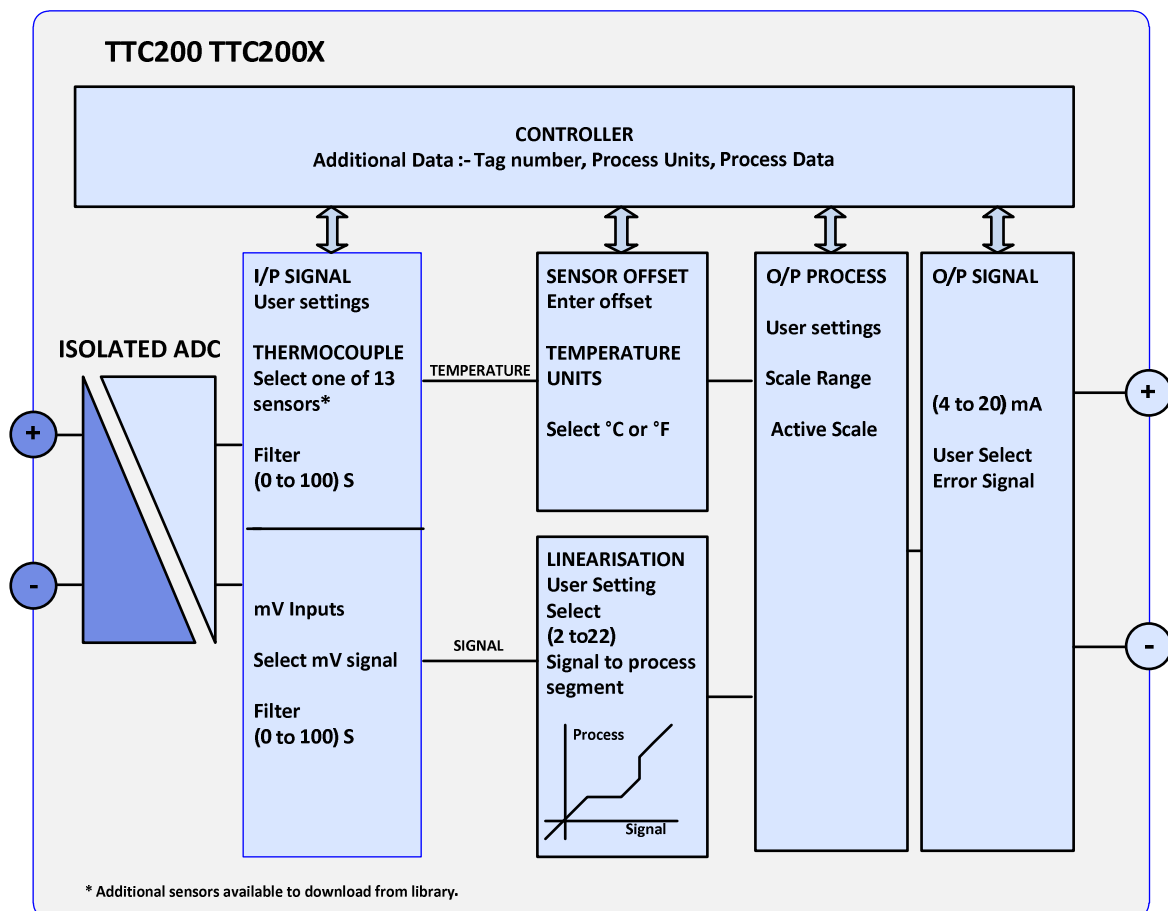 TTC200 TTC200X
CONTROLLER
Additional Data :- Tag number, Process Units, Process Data
ISOLATED ADC
+
-
I/P SIGNAL
User settings
THERMOCOUPLE
Select one of 13
sensors*
Filter
(0 to 100) S
mV Inputs
Select mV signal
Filter
(0 to 100) S
TEMPERATURE
SIGNAL
SENSOR OFFSET
Enter offset
TEMPERATURE
UNITS
Select °C or °F
LINEARISATION
User Setting
Select
(2 to22)
Signal to process
segment
Process
Signal
O/P PROCESS
User settings
Scale Range
Active Scale
O/P SIGNAL
(4 to 20) mA
User Select
Error Signal
+
-
* Additional sensors available to download from library.